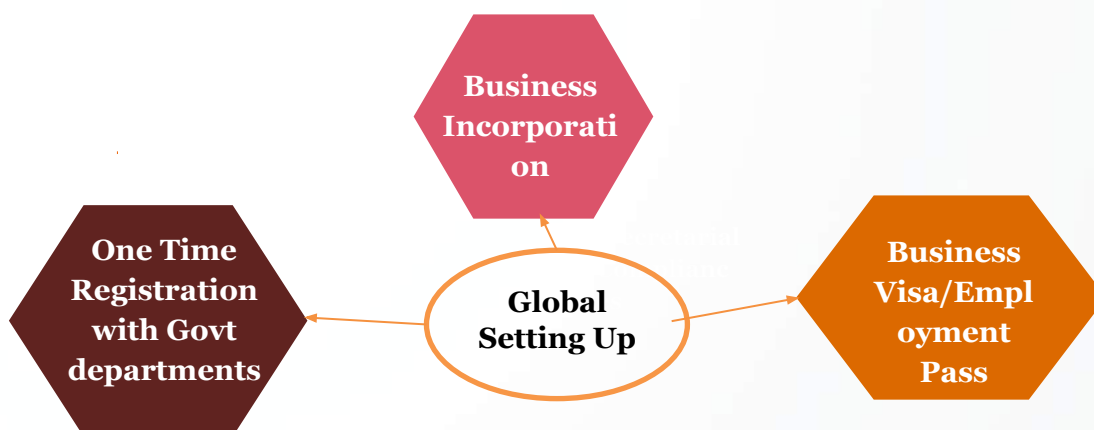 Business
Incorporati
on
One Time
Registration
with Govt
departments
Global
Setting Up
Business
Visa/Empl
oyment
Pass